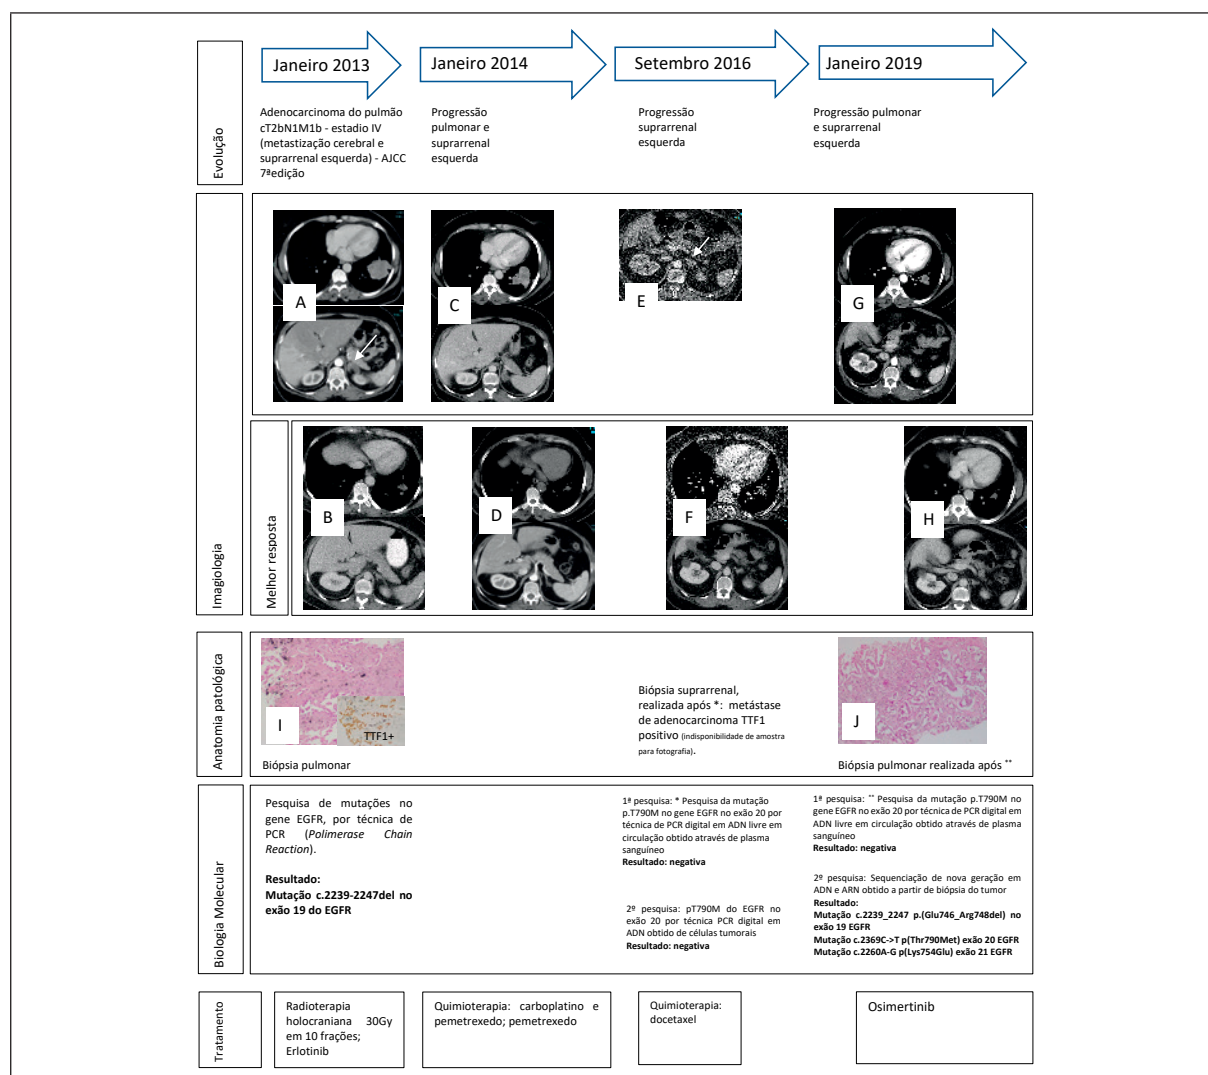 Janeiro 2013
Janeiro 2014
Setembro 2016
Janeiro 2019
Evolução
Adenocarcinoma do pulmão
cT2bN1M1b - estadio IV
(metastização cerebral e
suprarrenal esquerda) - AJCC
7ªedição
Progressão
pulmonar e
suprarrenal
esquerda
Progressão
suprarrenal
esquerda
Progressão pulmonar
e suprarrenal
esquerda
Imagiologia
A
C
E
G
Melhor resposta
B
D
F
H
Anatomia patológica
I
TTF1+
Biópsia pulmonar
Biópsia suprarrenal,
realizada após *: metástase
de adenocarcinoma TTF1
positivo (indisponibilidade de amostra
para fotografia).
J
Biópsia pulmonar realizada após **
Biologia Molecular
Pesquisa de mutações no
gene EGFR, por técnica de
PCR (Polimerase Chain
Reaction).
Resultado:
Mutação c.2239-2247del no
exão 19 do EGFR
1ª pesquisa: * Pesquisa da mutação
p.T790M no gene EGFR no exão 20 por
técnica de PCR digital em ADN livre em
circulação obtido através de plasma
sanguíneo
Resultado: negativa
2ª pesquisa: pT790M do EGFR no
exão 20 por técnica PCR digital em
ADN obtido de células tumorais
Resultado: negativa
1ª pesquisa: ** Pesquisa da mutação p.T790M no
gene EGFR no exão 20 por técnica de PCR digital em
ADN livre em circulação obtido através de plasma
sanguíneo
Resultado: negativa
2ª pesquisa: Sequenciação de nova geração em
ADN e ARN obtido a partir de biópsia do tumor
Resultado:
Mutação c.2239_2247 p.(Glu746_Arg748del) no
exão 19 EGFR
Mutação c.2369C->T p(Thr790Met) exão 20 EGFR
Mutação c.2260A-G p(Lys754Glu) exão 21 EGFR
Tratamento
Radioterapia
holocraniana 30Gy
em 10 frações;
Erlotinib
Quimioterapia: carboplatino e
pemetrexedo; pemetrexedo
Quimioterapia:
docetaxel
Osimertinib